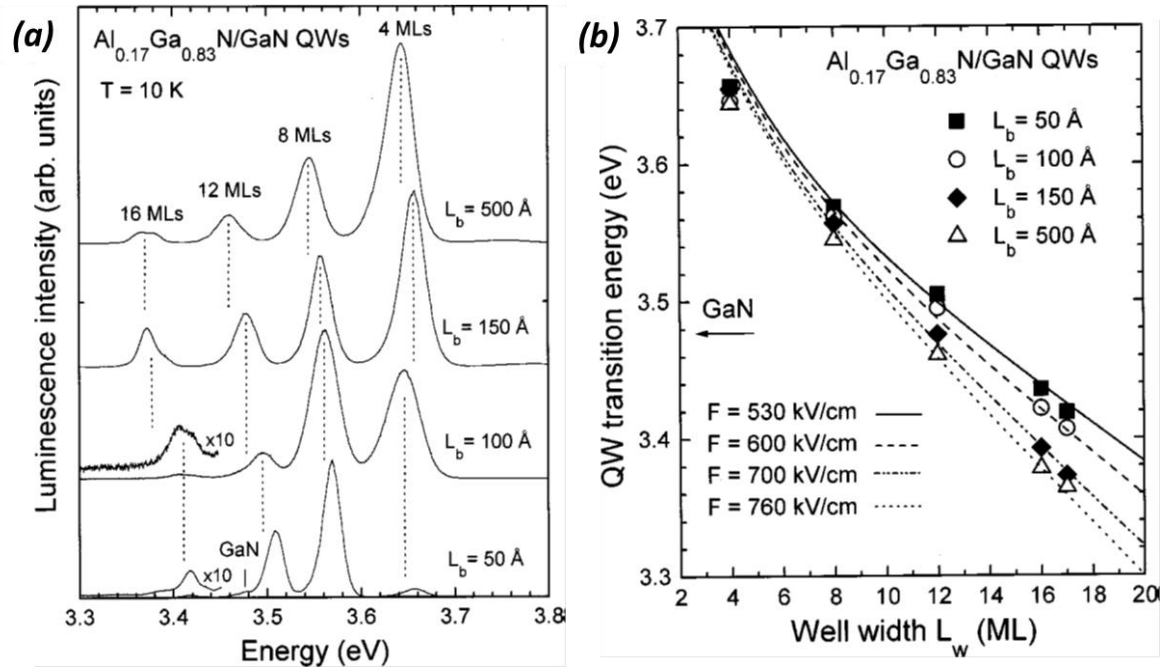 (a)
Al0.17Ga0.83N/GaN QWs
T = 10 K
4 MLs
8 MLs
12 MLs
16 MLs
Lb= 500 Å
Lb= 150 Å
Lb= 100 Å
x10
GaN
x10
Lb= 50 Å
Luminescence intensity (arb. units)
3.3 3.4 3.5 3.6 3.7 3.8
Energy (eV)
(b)
Al0.17Ga0.83N/GaN QWs
Lb= 50 Å
Lb= 100 Å
Lb= 150 Å
Lb= 500 Å
GaN
F = 530 kV/cm
F = 600 kV/cm
F = 700 kV/cm
F = 760 kV/cm
QW transition energy (eV)
3.7
3.6
3.5
3.4
3.3
2 4 6 8 10 12 14 16 18 20
Well width Lw (ML)